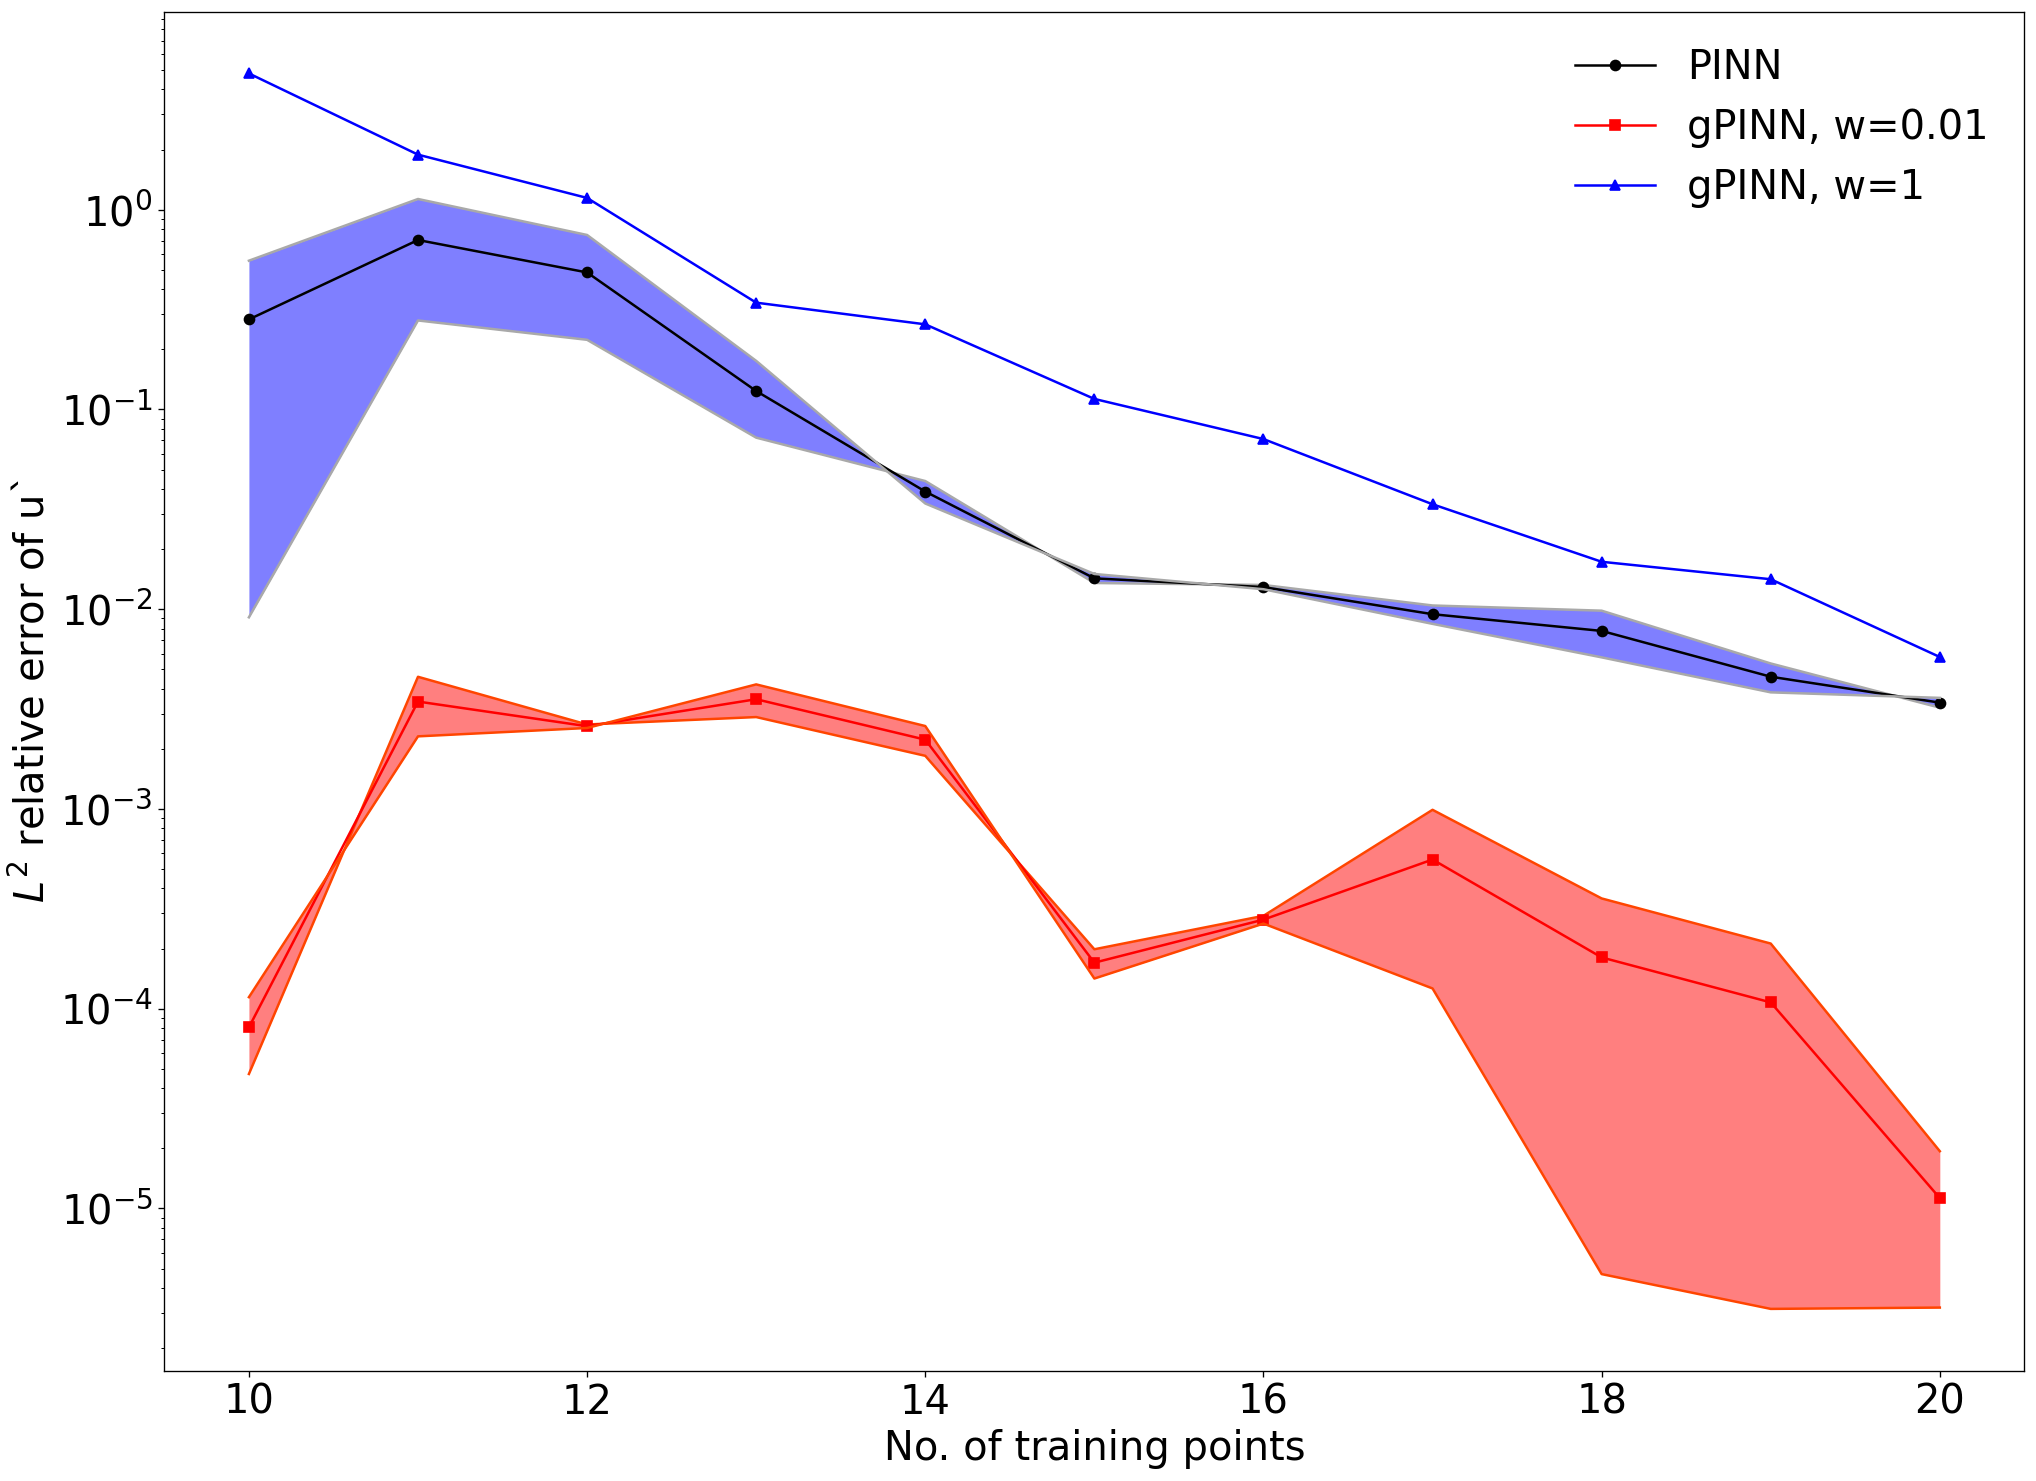 PINN
gPINN, w=0.01
gPINN, w=1
10⁰
10⁻¹
10⁻²
10⁻³
10⁻⁴
10⁻⁵
L² relative error of u`
10 12 14 16 18 20
No. of training points